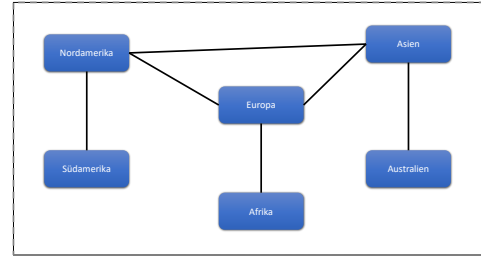 Nordamerika
Asien
Europa
Südamerika
Australien
Afrika